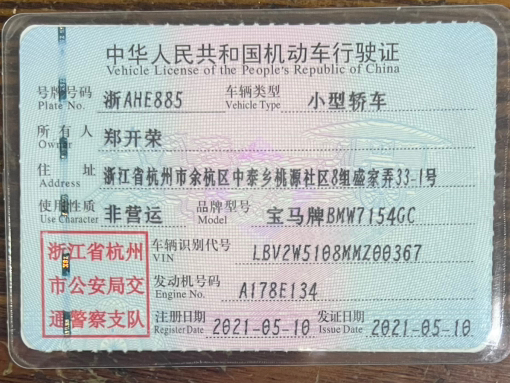 中华人民共和国机动车行驶证
Vehicle License of the People's Republic of China
号牌号码 浙AHE885 车辆类型 小型轿车
Plate No. Vehicle Type
所有人 郑开荣
Owner
住址 浙江省杭州市余杭区中泰乡桃源社区8组盛家弄33-1号
Address
使用性质 非营运 品牌型号 宝马牌BMW7154GC
Use Character Model
浙江省杭州
市公安局交
通警察支队
车辆识别代号 LBV2W5108MMZ00367
VIN
发动机号码 A178E134
Engine No.
注册日期 2021-05-10 发证日期 2021-05-10
Register Date Issue Date